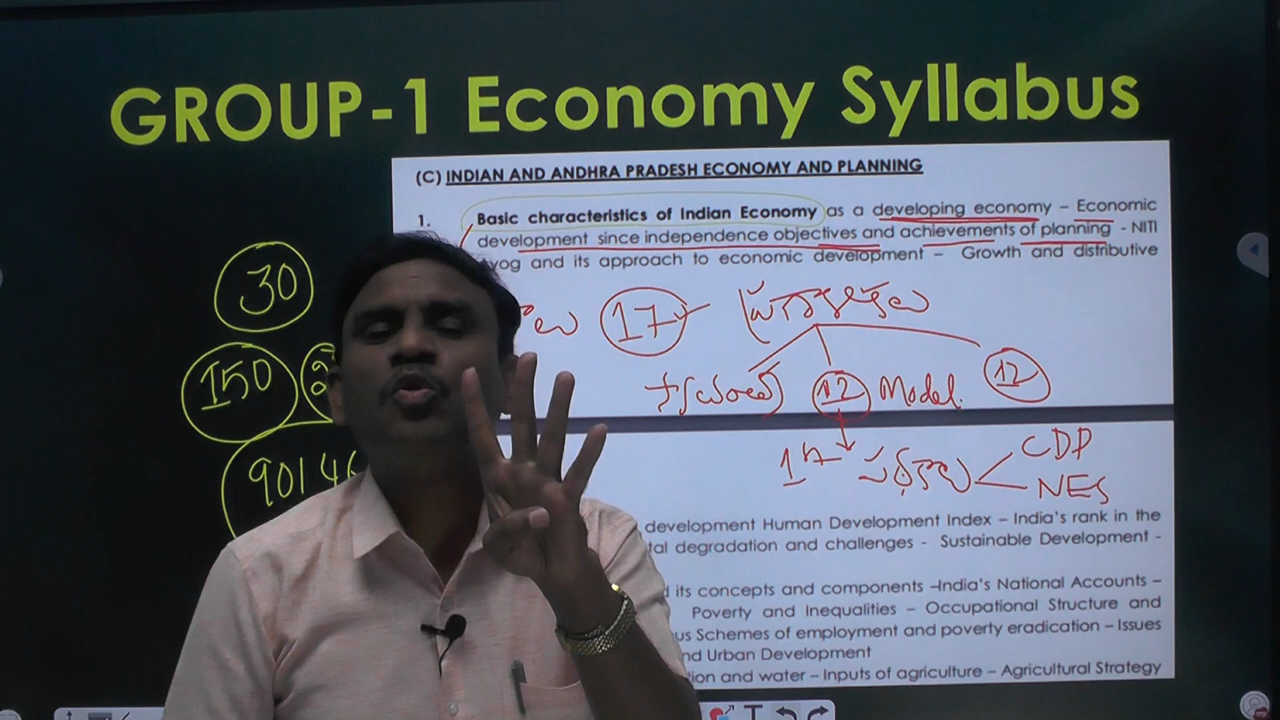 GROUP-1 Economy Syllabus
(C) INDIAN AND ANDHRA PRADESH ECONOMY AND PLANNING
1. Basic characteristics of Indian Economy as a developing economy – Economic
development since independence objectives and achievements of planning - NITI
yog and its approach to economic development – Growth and distributive
30
17
12 Model 12
150
CDP
NES
9014
development Human Development Index – India's rank in the
tal degradation and challenges - Sustainable Development -
its concepts and components –India's National Accounts –
Poverty and Inequalities – Occupational Structure and
us Schemes of employment and poverty eradication – Issues
nd Urban Development
ion and water – Inputs of agriculture – Agricultural Strategy